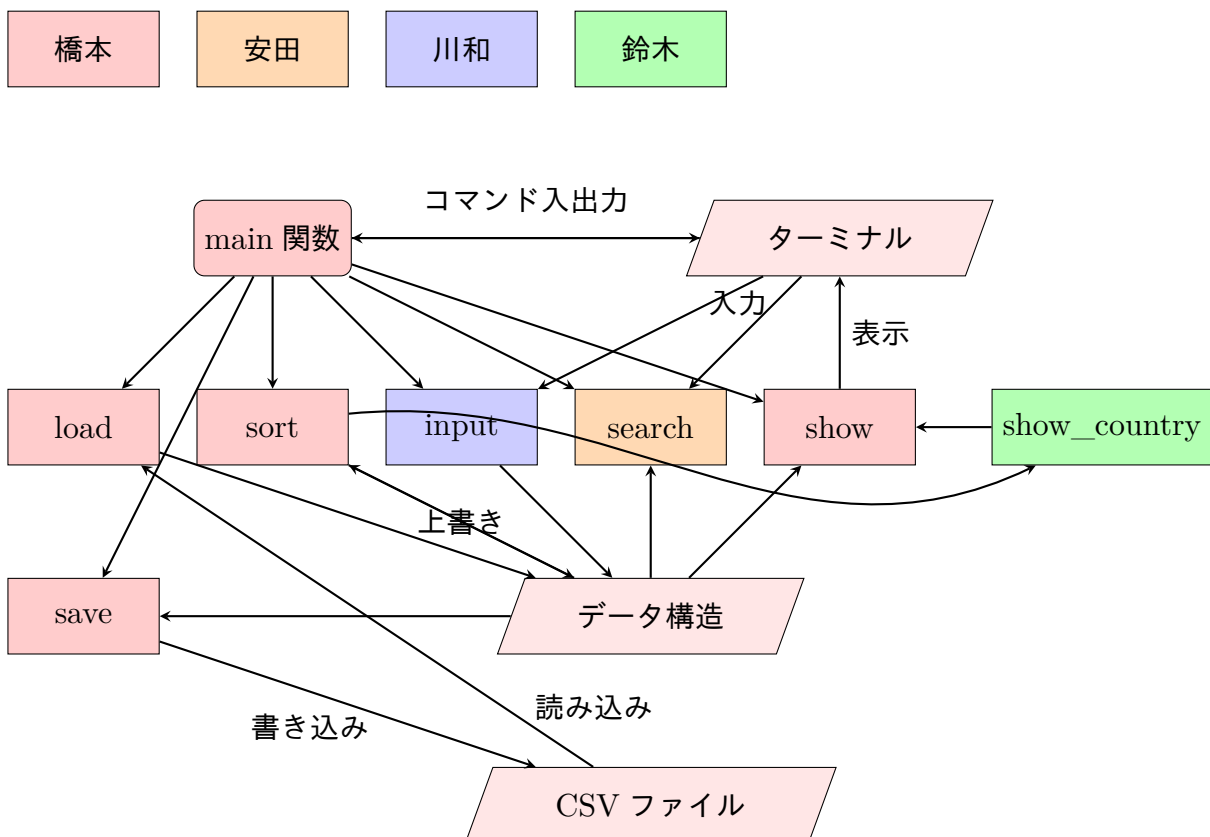 橋本
安田
川和
鈴木
コマンド入出力
main 関数
ターミナル
入力
表示
load
sort
input
search
show
show_country
上書き
save
データ構造
読み込み
書き込み
CSV ファイル